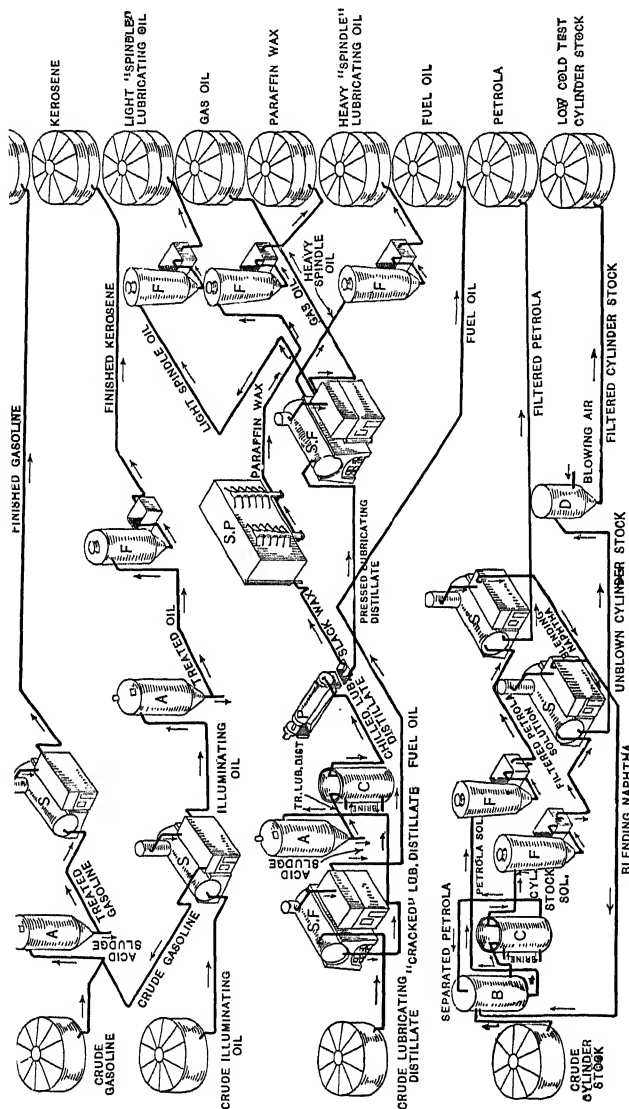 KEROSENE
LIGHT "SPINDLE"
LUBRICATING OIL
GAS OIL
PARAFFIN WAX
HEAVY "SPINDLE"
LUBRICATING OIL
FUEL OIL
PETROLA
LOW COLD TEST
CYLINDER STOCK
FINISHED GASOLINE
FINISHED KEROSENE
LIGHT SPINDLE OIL
PARAFFIN WAX
GAS OIL
HEAVY
SPINDLE
OIL
FUEL OIL
FILTERED PETROLA
FILTERED CYLINDER STOCK
F
F
F
F
S.P.
S.F
PRESSED LUBRICATING
DISTILLATE
SLACK WAX
BLOWING AIR
D
UNBLOWN CYLINDER STOCK
BLENDING NAPHTHA
S
A
TREATED OIL
ILLUMINATING
OIL
S
TREATED
GASOLINE
A
ACID
SLUDGE
CRUDE GASOLINE
TR.LUB.DIST
CHILLED LUB.
DISTILLATE
C
BRINE
A
ACID
SLUDGE
FUEL OIL
"CRACKED" LUB. DISTILLATE
S.F
S
S
BLENDING
NAPHTHA
FILTERED PETROLA
SOLUTION
F
F
PETROLA SOL.
CYL.
STOCK
SOL.
SEPARATED PETROLA
C
BRINE
B
CRUDE
GASOLINE
CRUDE ILLUMINATING
OIL
CRUDE LUBRICATING
DISTILLATE
CRUDE
CYLINDER
STOCK